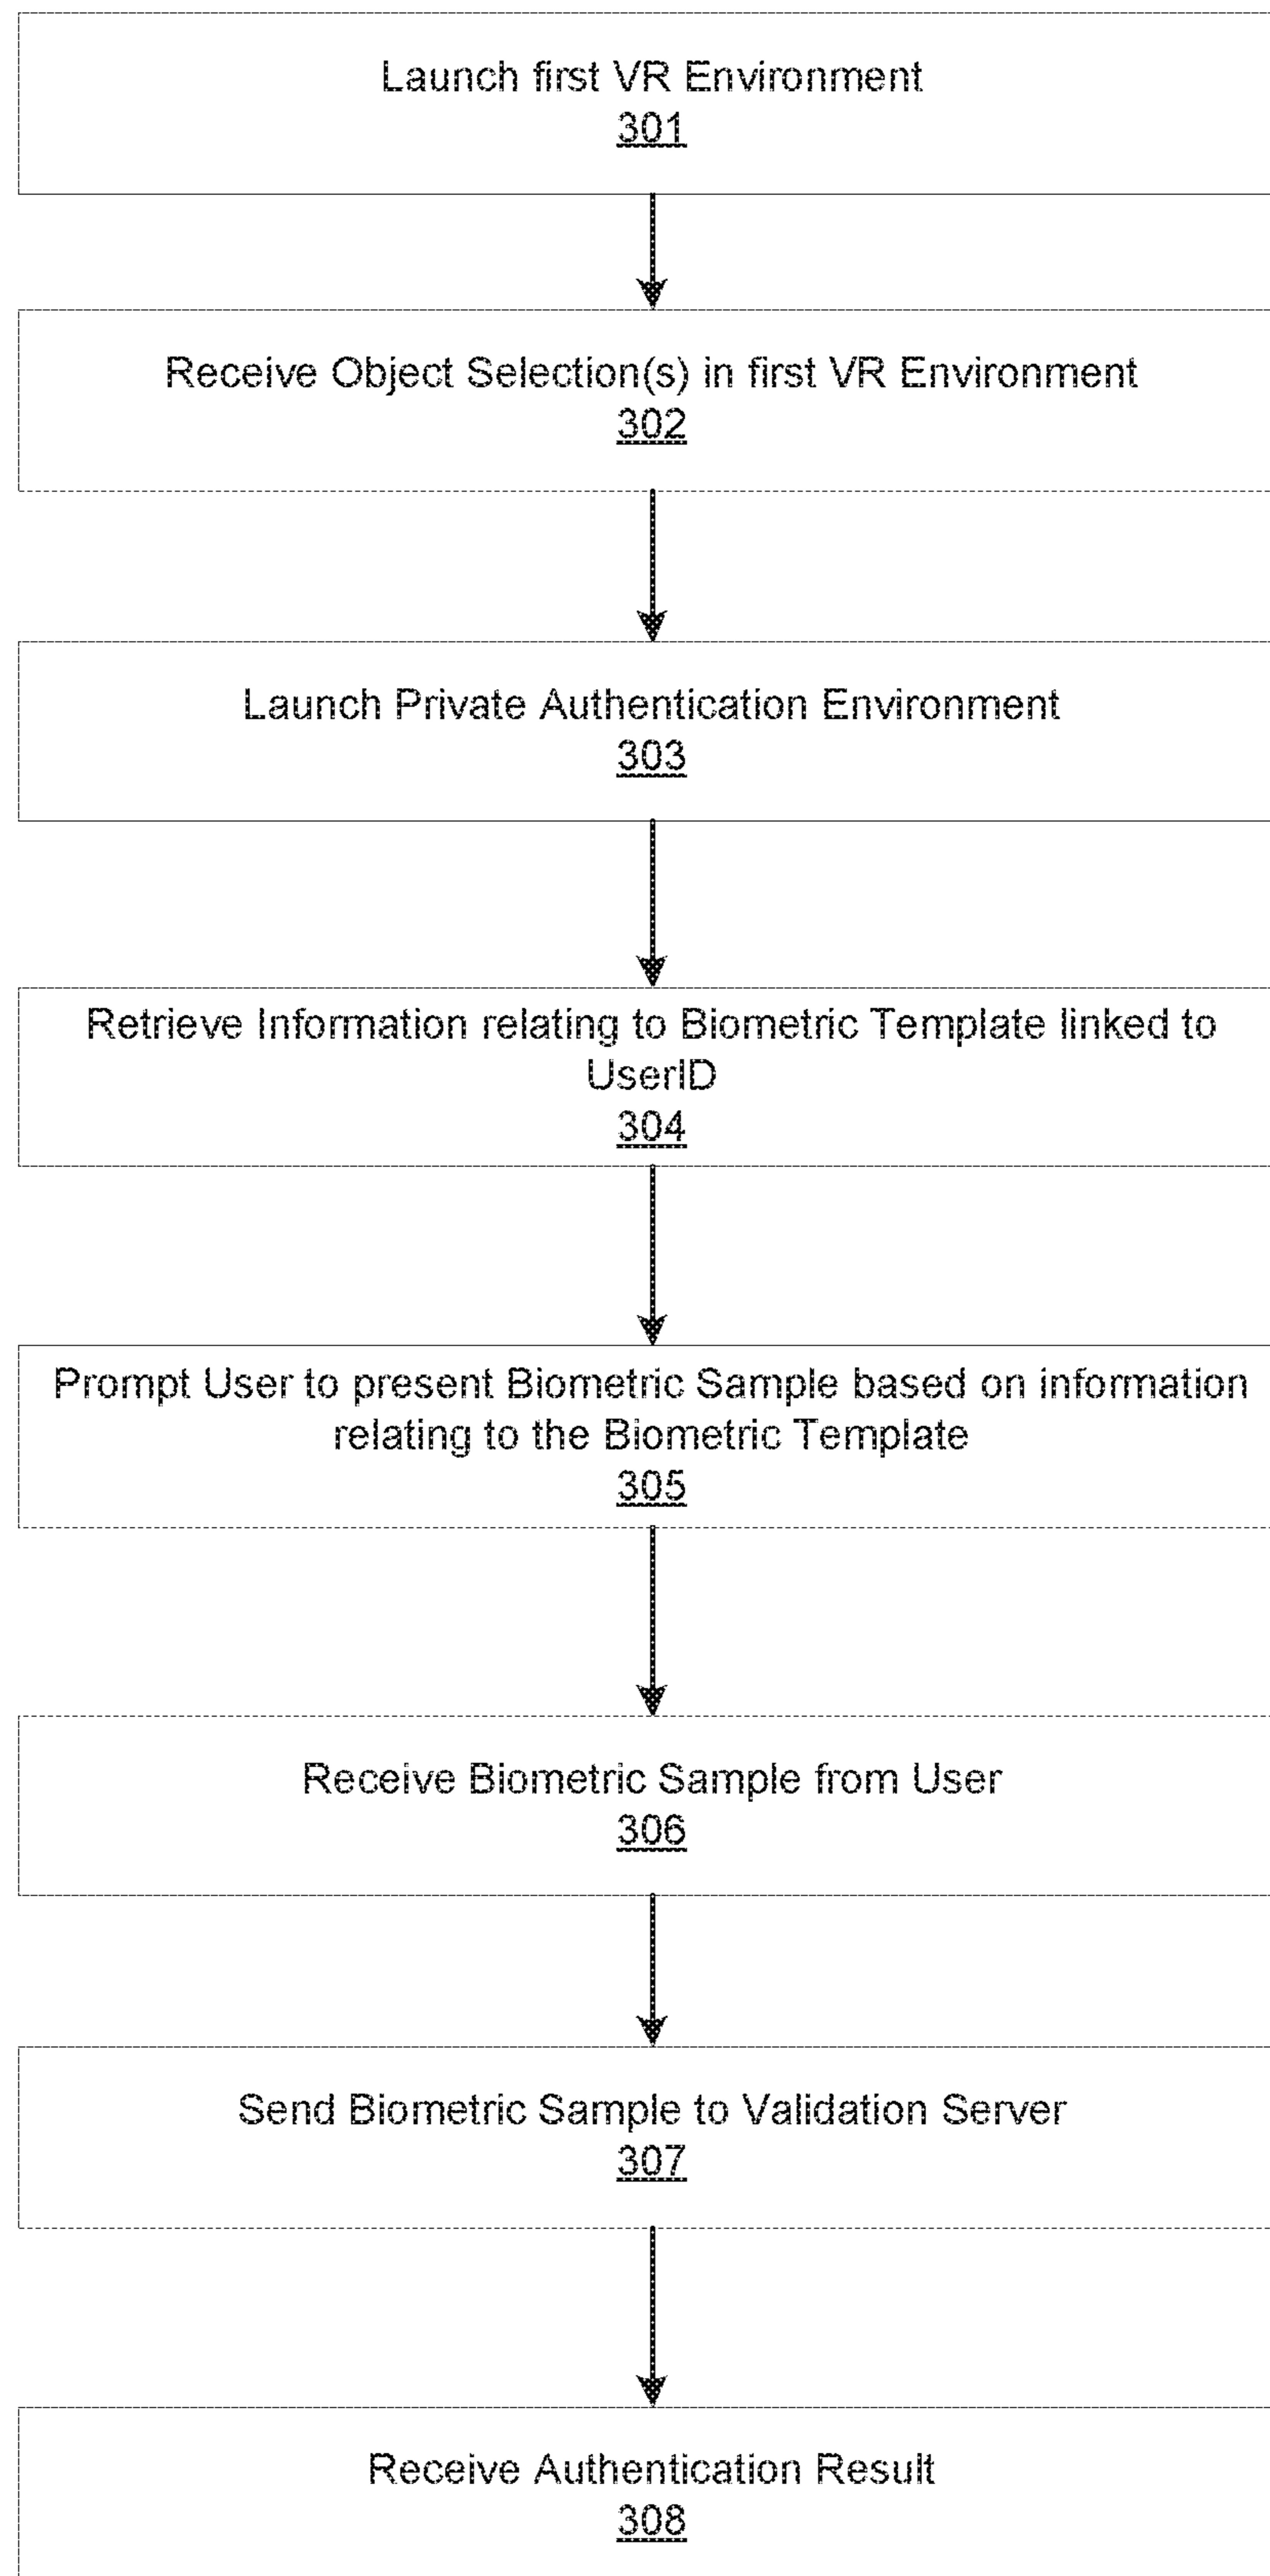 Launch first VR Environment
301
Receive Object Selection(s) in first VR Environment
302
Launch Private Authentication Environment
303
Retrieve Information relating to Biometric Template linked to
UserID
304
Prompt User to present Biometric Sample based on information
relating to the Biometric Template
305
Receive Biometric Sample from User
306
Send Biometric Sample to Validation Server
307
Receive Authentication Result
308